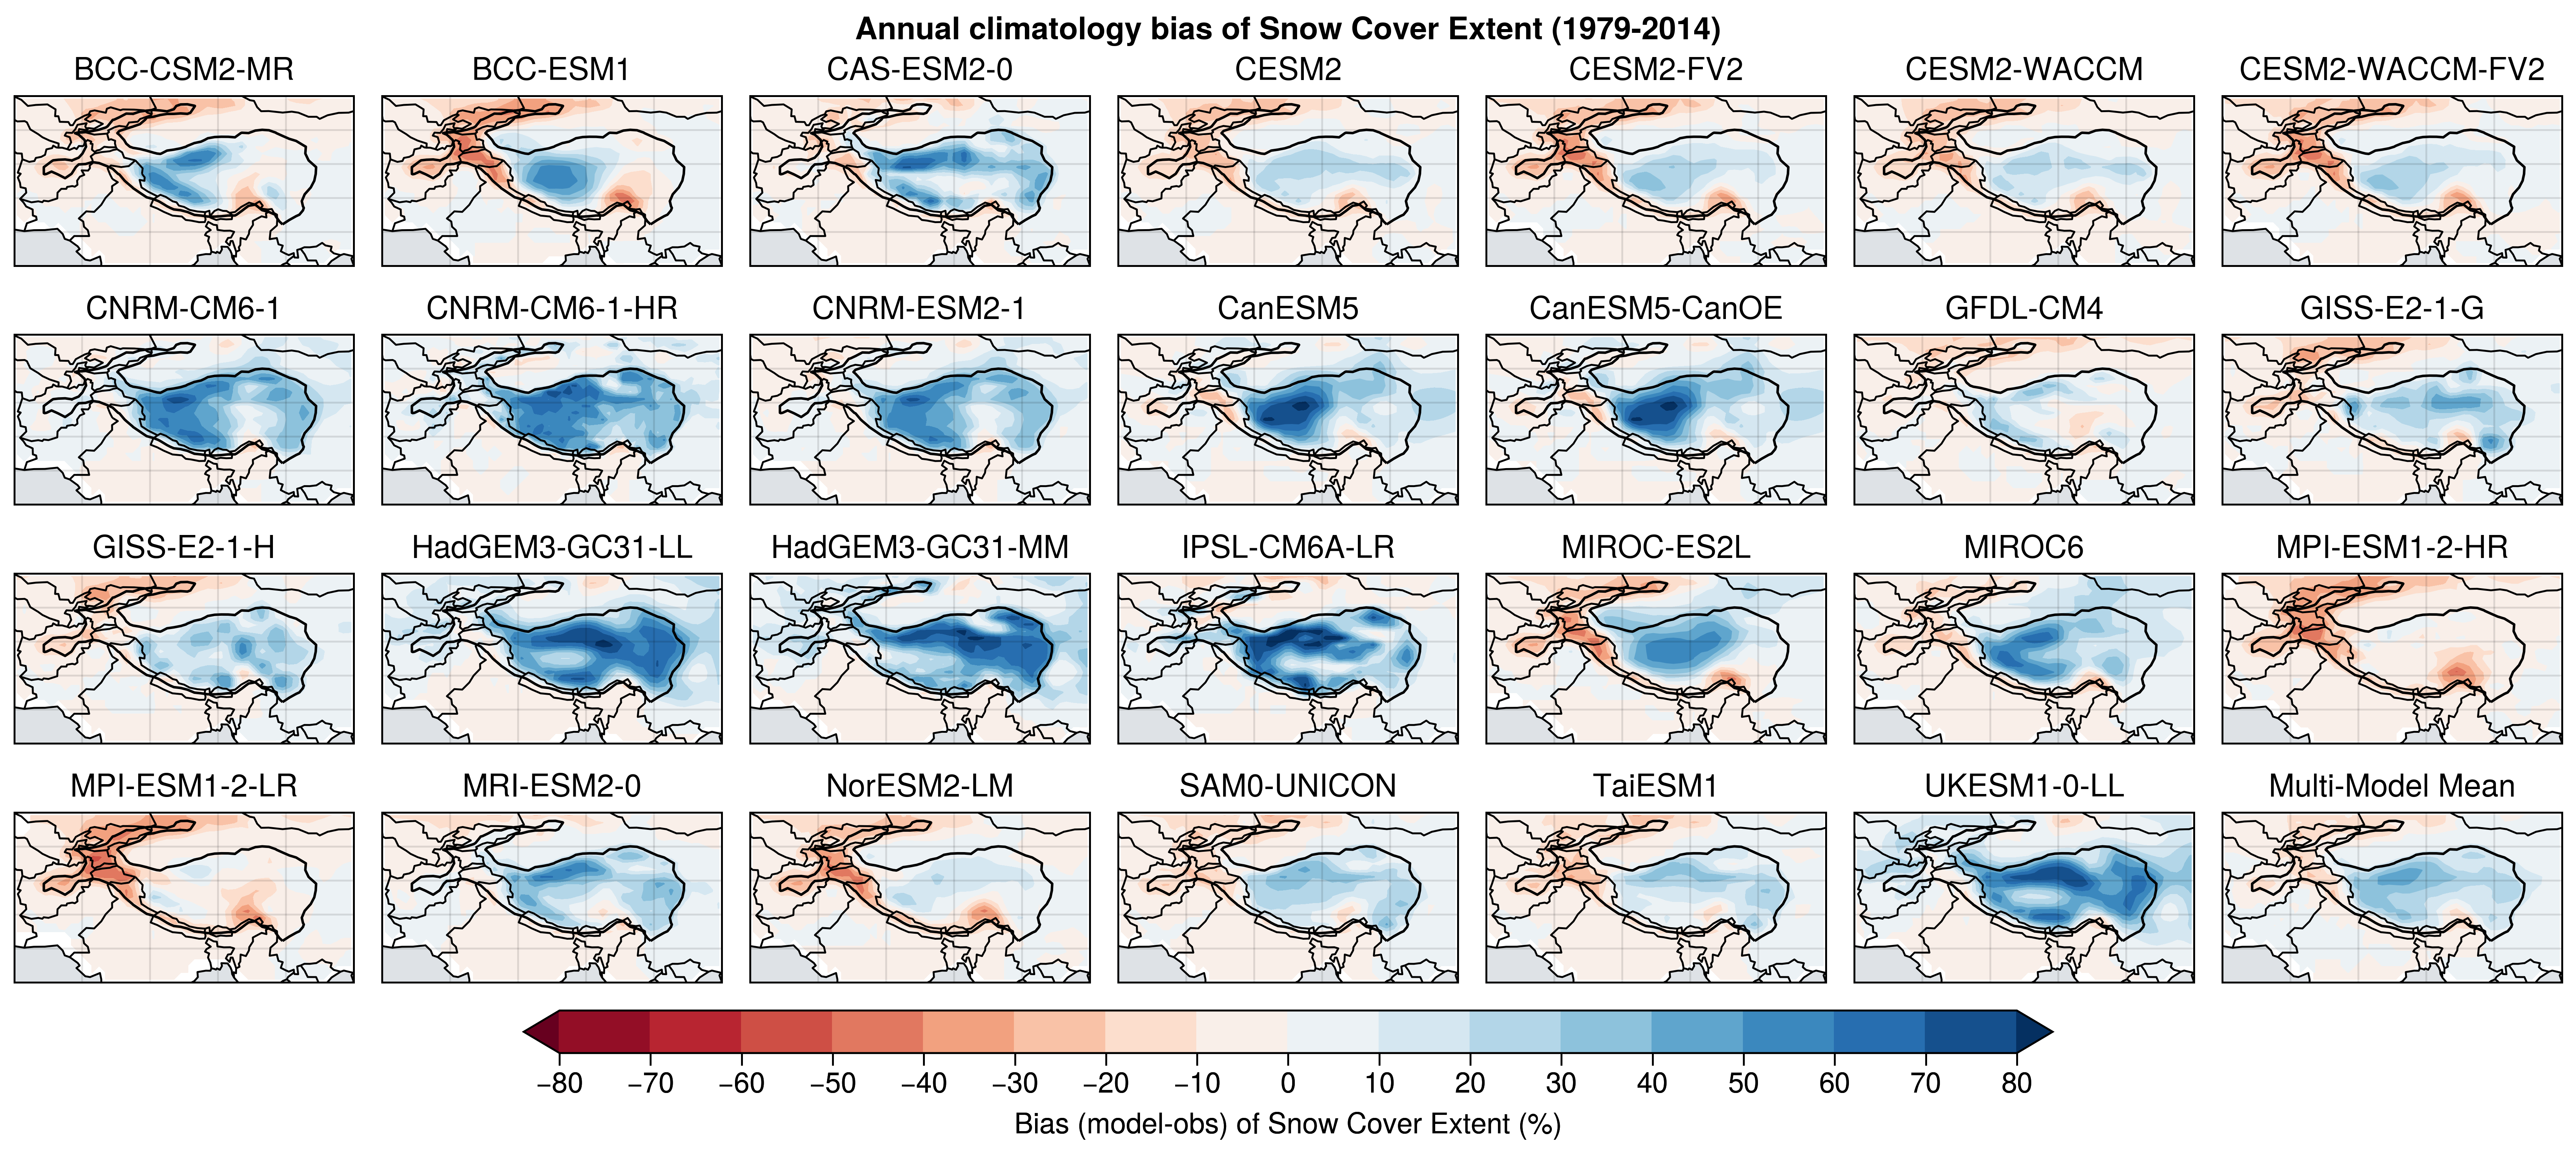 Annual climatology bias of Snow Cover Extent (1979-2014)
BCC-CSM2-MR BCC-ESM1 CAS-ESM2-0 CESM2 CESM2-FV2 CESM2-WACCM CESM2-WACCM-FV2
CNRM-CM6-1 CNRM-CM6-1-HR CNRM-ESM2-1 CanESM5 CanESM5-CanOE GFDL-CM4 GISS-E2-1-G
GISS-E2-1-H HadGEM3-GC31-LL HadGEM3-GC31-MM IPSL-CM6A-LR MIROC-ES2L MIROC6 MPI-ESM1-2-HR
MPI-ESM1-2-LR MRI-ESM2-0 NorESM2-LM SAM0-UNICON TaiESM1 UKESM1-0-LL Multi-Model Mean
−80 −70 −60 −50 −40 −30 −20 −10 0 10 20 30 40 50 60 70 80
Bias (model-obs) of Snow Cover Extent (%)